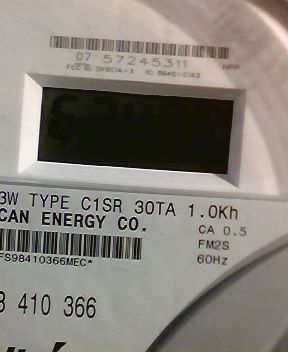 07 57245311
3W TYPE C1SR 30TA 1.0Kh
CAN ENERGY CO.
CA 0.5
FM2S
60Hz
FS98410366MEC*
8 410 366